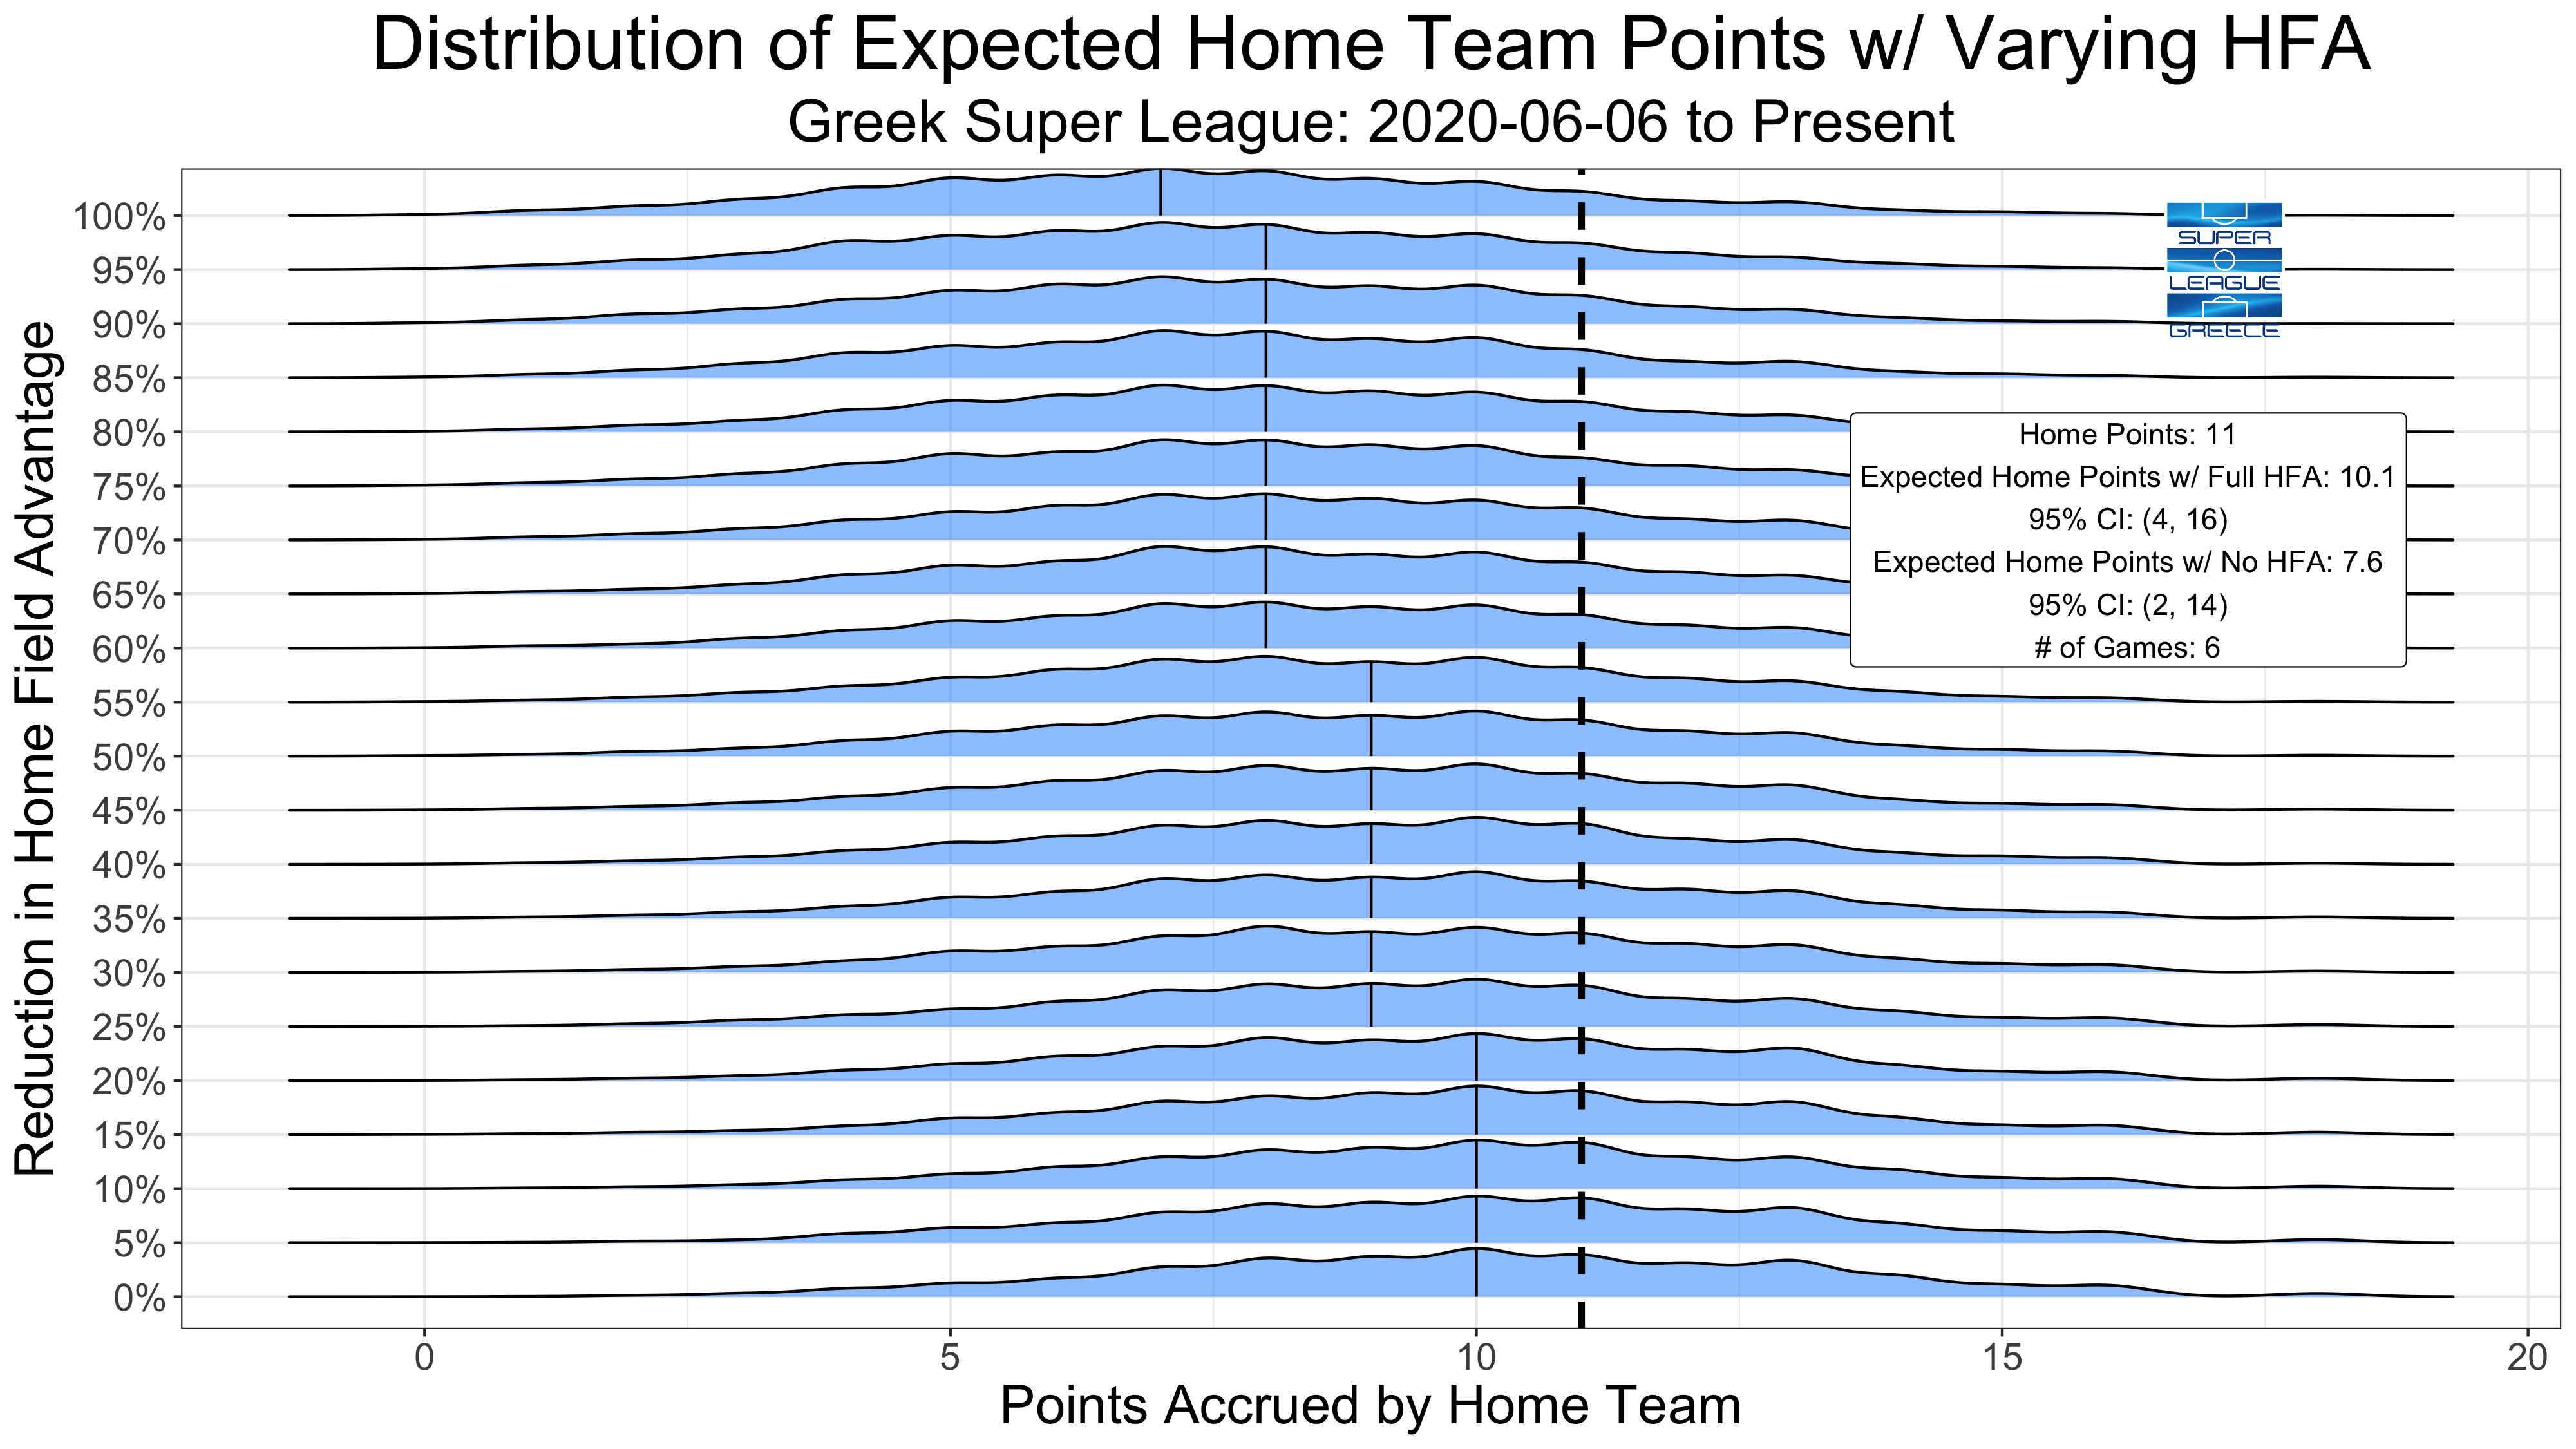 Distribution of Expected Home Team Points w/ Varying HFA
Greek Super League: 2020-06-06 to Present
Reduction in Home Field Advantage
100%
95%
90%
85%
80%
75%
70%
65%
60%
55%
50%
45%
40%
35%
30%
25%
20%
15%
10%
5%
0%
SUPER
LEAGUE
GREECE
Home Points: 11
Expected Home Points w/ Full HFA: 10.1
95% CI: (4, 16)
Expected Home Points w/ No HFA: 7.6
95% CI: (2, 14)
# of Games: 6
0 5 10 15 20
Points Accrued by Home Team